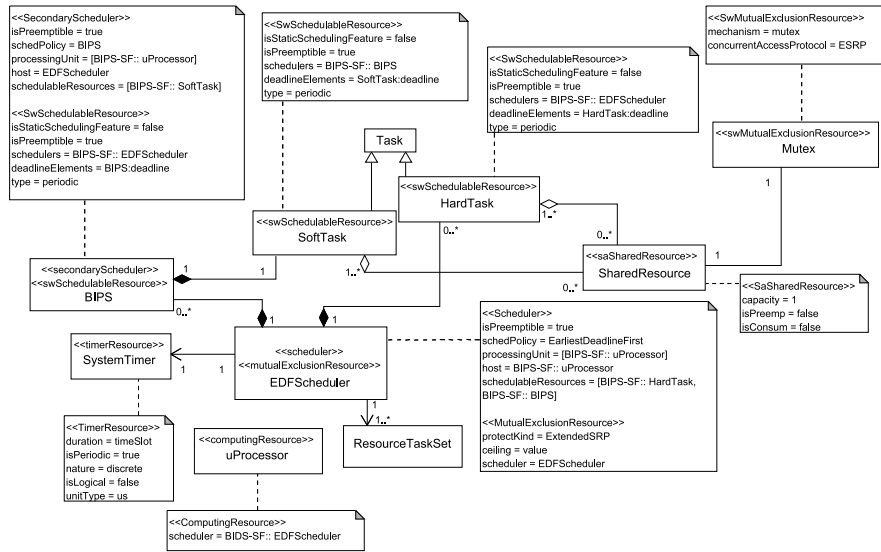 <<SecondaryScheduler>>
isPreemptible = true
schedPolicy = BIPS
processingUnit = [BIPS-SF:: uProcessor]
host = EDFScheduler
schedulableResources = [BIPS-SF:: SoftTask]
<<SwSchedulableResource>>
isStaticSchedulingFeature = false
isPreemptible = true
schedulers = BIPS-SF:: EDFScheduler
deadlineElements = BIPS:deadline
type = periodic
<<SwSchedulableResource>>
isStaticSchedulingFeature = false
isPreemptible = true
schedulers = BIPS-SF:: BIPS
deadlineElements = SoftTask:deadline
type = periodic
<<SwSchedulableResource>>
isStaticSchedulingFeature = false
isPreemptible = true
schedulers = BIPS-SF:: EDFScheduler
deadlineElements = HardTask:deadline
type = periodic
<<SwMutualExclusionResource>>
mechanism = mutex
concurrentAccessProtocol = ESRP
Task
<<swMutualExclusionResource>>
Mutex
1
<<swSchedulableResource>>
HardTask
0..*
1..*
0..*
<<swSchedulableResource>>
SoftTask
1..*
0..*
1
1
<<saSharedResource>>
SharedResource
1
<<secondaryScheduler>>
<<swSchedulableResource>>
BIPS
0..*
1
1
<<SaSharedResource>>
capacity = 1
isPreemp = false
isConsum = false
<<timerResource>>
SystemTimer
1
1
<<scheduler>>
<<mutualExclusionResource>>
EDFScheduler
1
1..*
ResourceTaskSet
<<Scheduler>>
isPreemptible = true
schedPolicy = EarliestDeadlineFirst
processingUnit = [BIPS-SF:: uProcessor]
host = BIPS-SF:: uProcessor
schedulableResources = [BIPS-SF:: HardTask,
BIPS-SF:: BIPS]
<<MutualExclusionResource>>
protectKind = ExtendedSRP
ceiling = value
scheduler = EDFScheduler
<<TimerResource>>
duration = timeSlot
isPeriodic = true
nature = discrete
isLogical = false
unitType = us
<<computingResource>>
uProcessor
<<ComputingResource>>
scheduler = BIDS-SF:: EDFScheduler